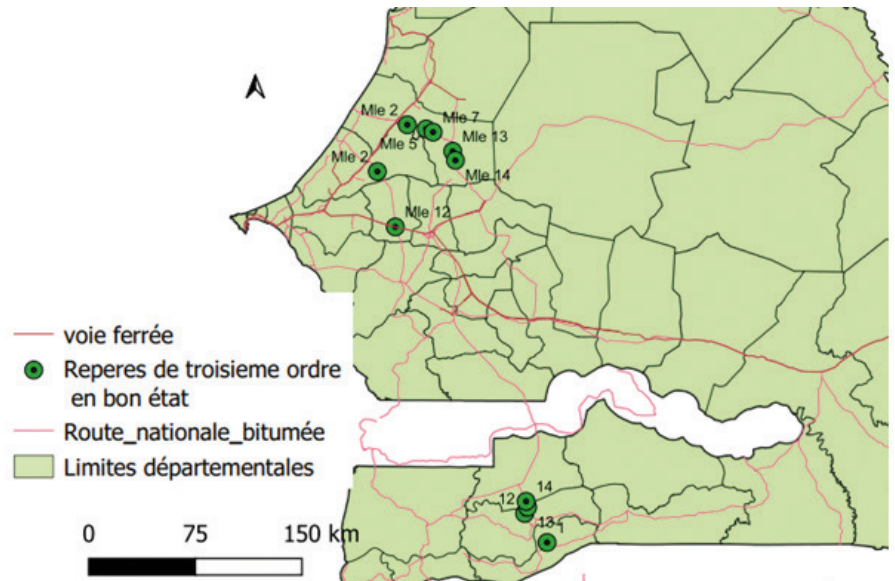 Mle 2
Mle 7
Mle 5
Mle 13
Mle 2
Mle 14
Mle 12
voie ferrée
Reperes de troisieme ordre
en bon état
Route_nationale_bitumée
Limites départementales
14
12
13
1
0 75 150 km